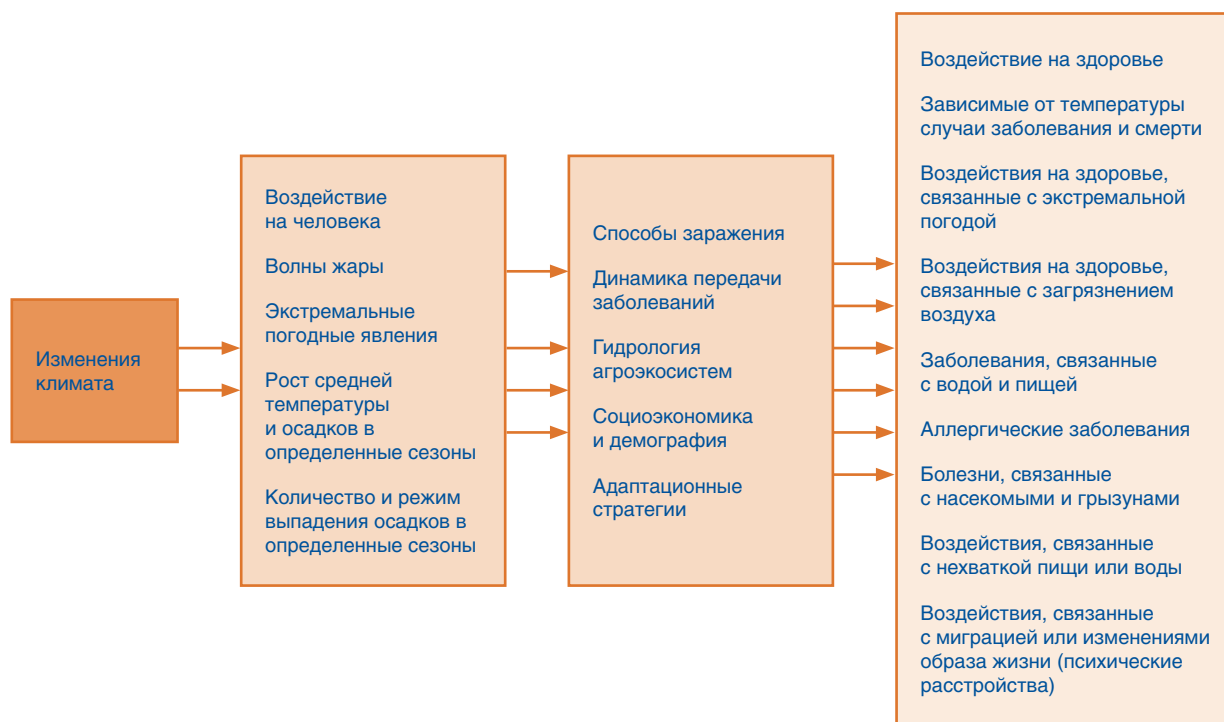 Изменения
климата
Воздействие
на человека
Волны жары
Экстремальные
погодные явления
Рост средней
температуры
и осадков в
определенные сезоны
Количество и режим
выпадения осадков в
определенные сезоны
Способы заражения
Динамика передачи
заболеваний
Гидрология
агроэкосистем
Социоэкономика
и демография
Адаптационные
стратегии
Воздействие на здоровье
Зависимые от температуры
случаи заболевания и смерти
Воздействия на здоровье,
связанные с экстремальной
погодой
Воздействия на здоровье,
связанные с загрязнением
воздуха
Заболевания, связанные
с водой и пищей
Аллергические заболевания
Болезни, связанные
с насекомыми и грызунами
Воздействия, связанные
с нехваткой пищи или воды
Воздействия, связанные
с миграцией или изменениями
образа жизни (психические
расстройства)